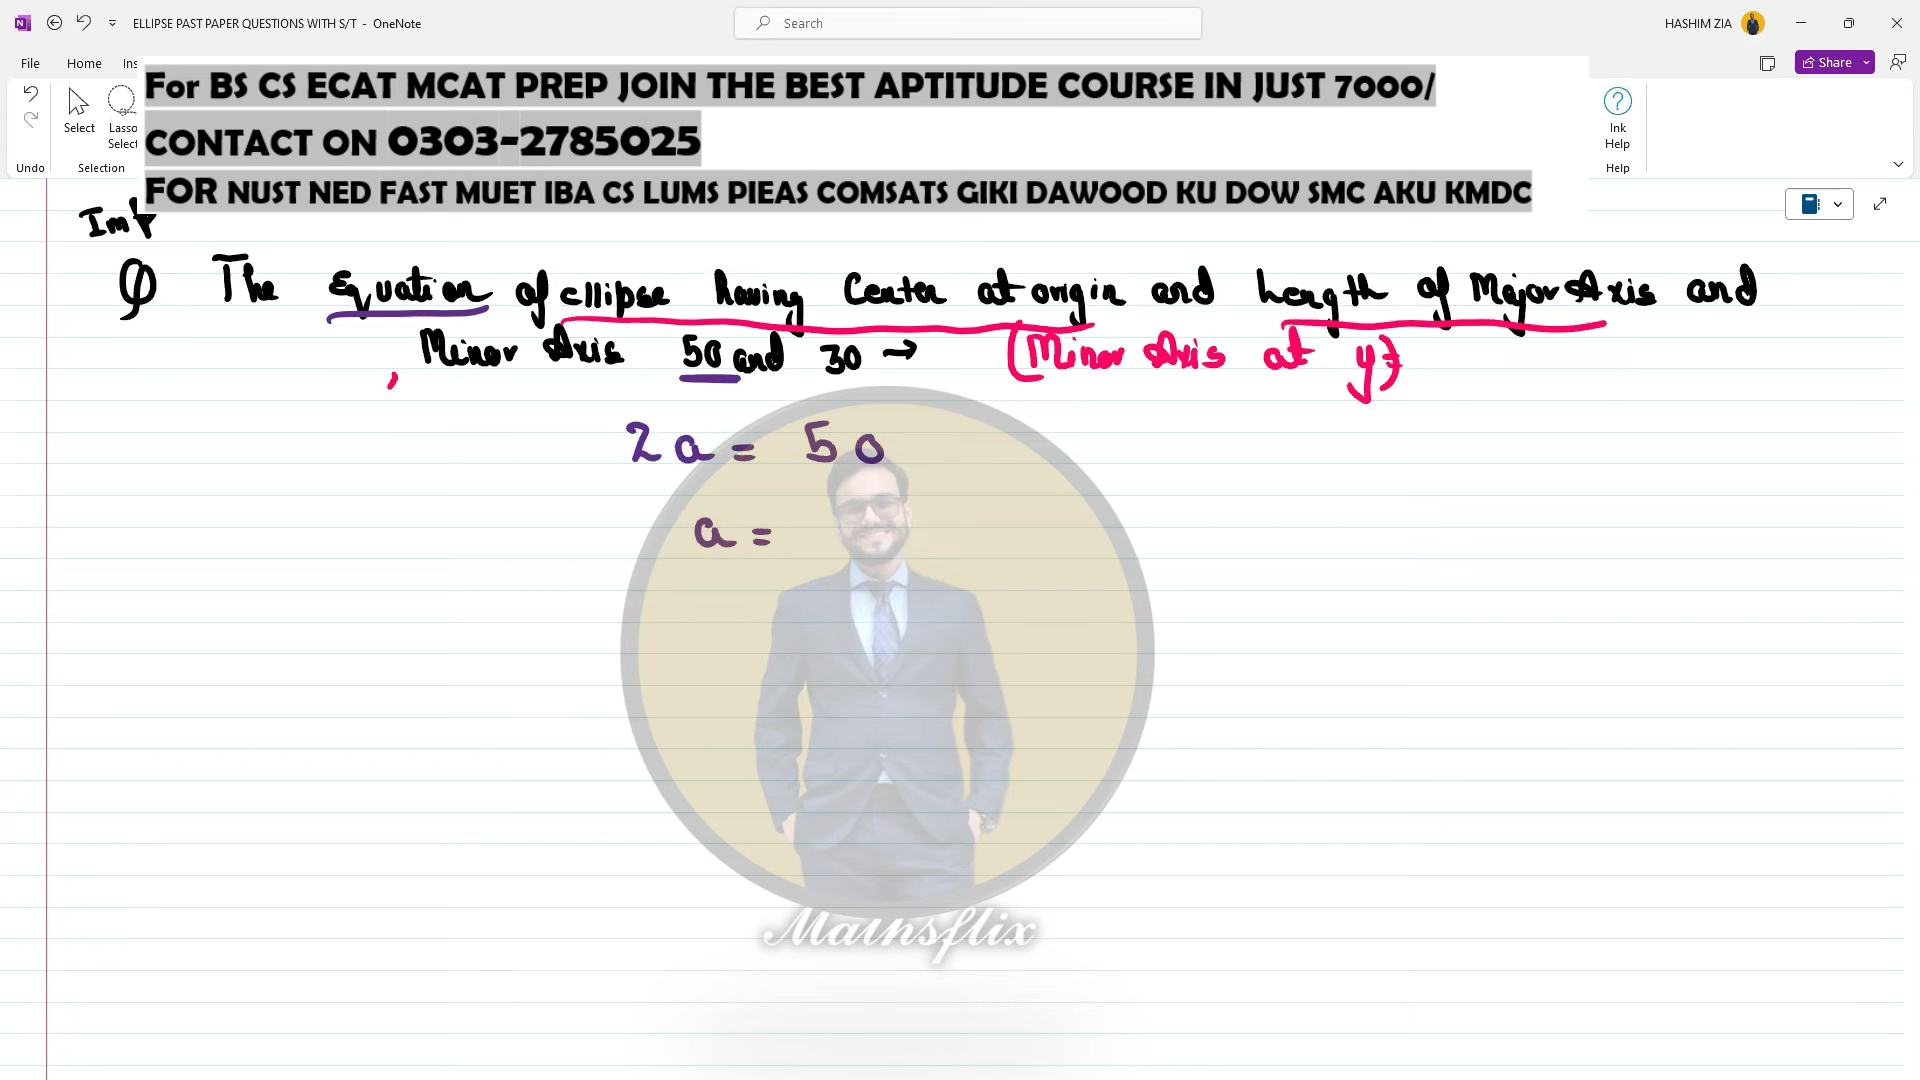 ELLIPSE PAST PAPER QUESTIONS WITH S/T - OneNote
Search
HASHIM ZIA
File Home Ins
Share
For BS CS ECAT MCAT PREP JOIN THE BEST APTITUDE COURSE IN JUST 7000/
CONTACT ON 0303-2785025
FOR NUST NED FAST MUET IBA CS LUMS PIEAS COMSATS GIKI DAWOOD KU DOW SMC AKU KMDC
Select
Lasso
Select
Ink
Help
Undo
Selection
Help
Imp
Q The Equation of ellipse having Center at origin and Length of Major Axis and
Minor Axis 50 and 30 → (Minor Axis at y)
2a = 50
a =
Mathsflix